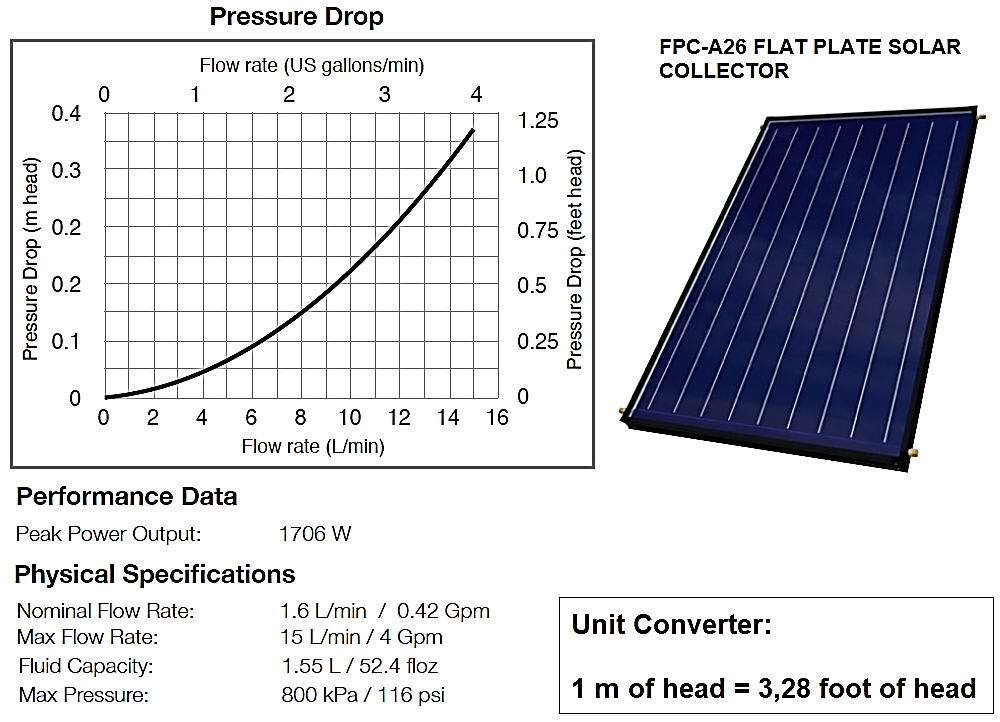 Pressure Drop
Flow rate (US gallons/min)
0 1 2 3 4
0.4
0.3
0.2
0.2
0.1
0
Pressure Drop (m head)
1.25
1.0
0.75
0.5
0.25
0
Pressure Drop (feet head)
0 2 4 6 8 10 12 14 16
Flow rate (L/min)
FPC-A26 FLAT PLATE SOLAR
COLLECTOR
Performance Data
Peak Power Output: 1706 W
Physical Specifications
Nominal Flow Rate: 1.6 L/min / 0.42 Gpm
Max Flow Rate: 15 L/min / 4 Gpm
Fluid Capacity: 1.55 L / 52.4 floz
Max Pressure: 800 kPa / 116 psi
Unit Converter:
1 m of head = 3,28 foot of head